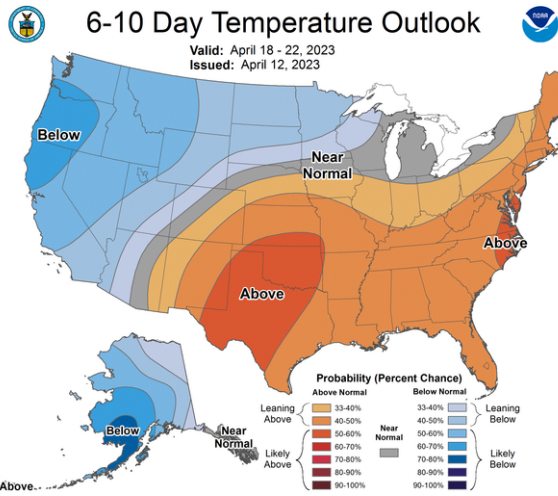 6-10 Day Temperature Outlook
NOAA
Valid: April 18 - 22, 2023
Issued: April 12, 2023
Below
Near
Normal
Above
Above
Below
Near
Normal
Above
Probability (Percent Chance)
Above Normal
Below Normal
Leaning
Above
33-40%
40-50%
Likely
Above
50-60%
60-70%
70-80%
80-90%
90-100%
Near
Normal
33-40%
40-50%
Leaning
Below
50-60%
60-70%
70-80%
80-90%
90-100%
Likely
Below